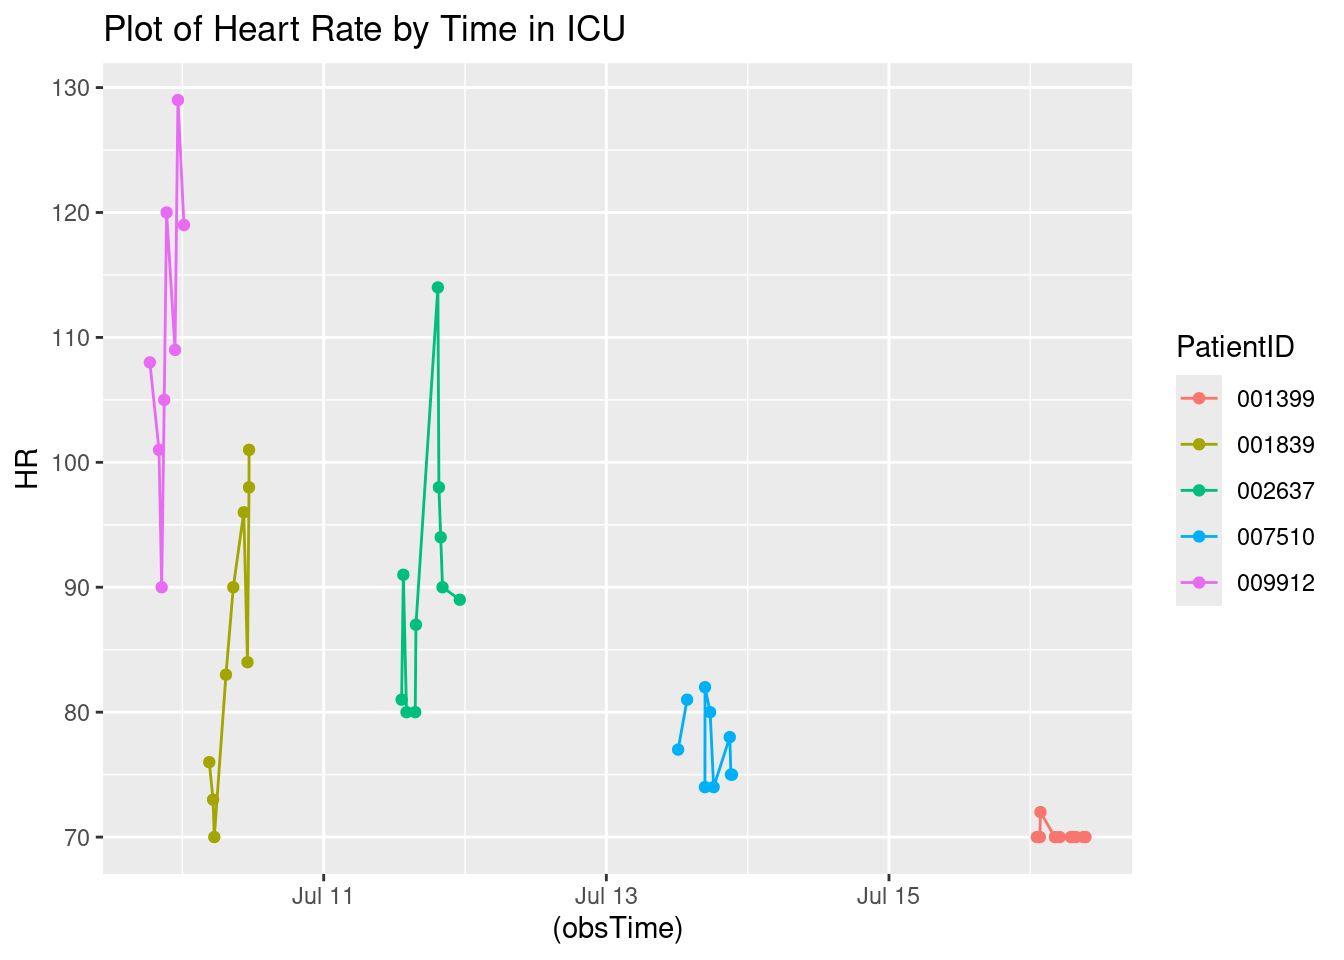 Plot of Heart Rate by Time in ICU
130
120
110
100
90
80
70
HR
Jul 11
Jul 13
Jul 15
(obsTime)
PatientID
001399
001839
002637
007510
009912